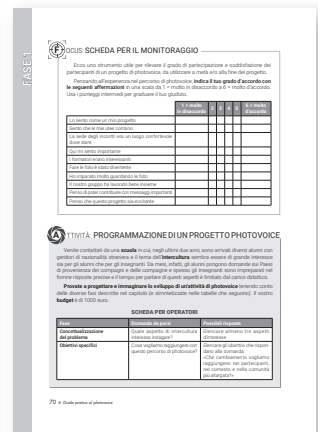 FASE 1
FOCUS: SCHEDA PER IL MONITORAGGIO
Ecco uno strumento utile per rilevare il grado di partecipazione e soddisfazione dei
partecipanti di un progetto di photovoice, da utilizzare a metà e/o alla fine del progetto.
Pensando all'esperienza nel percorso di photovoice, indica il tuo grado d'accordo con
le seguenti affermazioni in una scala da 1 = molto in disaccordo a 6 = molto d'accordo.
Usa i punteggi intermedi per graduare il tuo giudizio.
1 = molto in disaccordo 2 3 4 5 6 = molto d'accordo
Lo sento come un mio progetto
Sento che le mie idee contano
La sede degli incontri era un luogo confortevole
dove stare
Qui mi sento importante
I formatori erano interessanti
Fare le foto è stato divertente
Ho imparato molto guardando le foto
Il nostro gruppo ha lavorato bene insieme
Penso di poter contribuire con messaggi importanti
Penso che questo progetto sia eccitante
ATTIVITÀ: PROGRAMMAZIONE DI UN PROGETTO PHOTOVOICE
Venite contattati da una scuola in cui, negli ultimi due anni, sono arrivati diversi alunni con
genitori di nazionalità straniera e il tema dell'intercultura sembra essere di grande interesse
sia per gli alunni che per gli insegnanti. Da mesi, infatti, gli alunni pongono domande sui Paesi
di provenienza dei compagni e delle compagne e spesso gli insegnanti sono impreparati nel
fornire risposte precise e il tempo per parlare di questi aspetti è limitato dal carico didattico.
Provate a progettare e immaginare lo sviluppo di un'attività di photovoice tenendo conto
delle diverse fasi descritte nel capitolo (e sintetizzate nelle tabelle che seguono). Il vostro
budget è di 1000 euro.
SCHEDA PER OPERATORI
Fase Domanda da porsi Possibili risposte
Concettualizzazione del problema Quale aspetto di intercultura interessa indagare? Elencare almeno tre aspetti d'interesse
Obiettivi specifici Cosa vogliamo raggiungere con questo percorso di photovoice? Elencare gli obiettivi che rispon-
dano alla domanda:
«Che cambiamento vogliamo
raggiungere: nei partecipanti,
nel contesto e nella comunità
più allargata?»
70 Guida pratica al photovoice